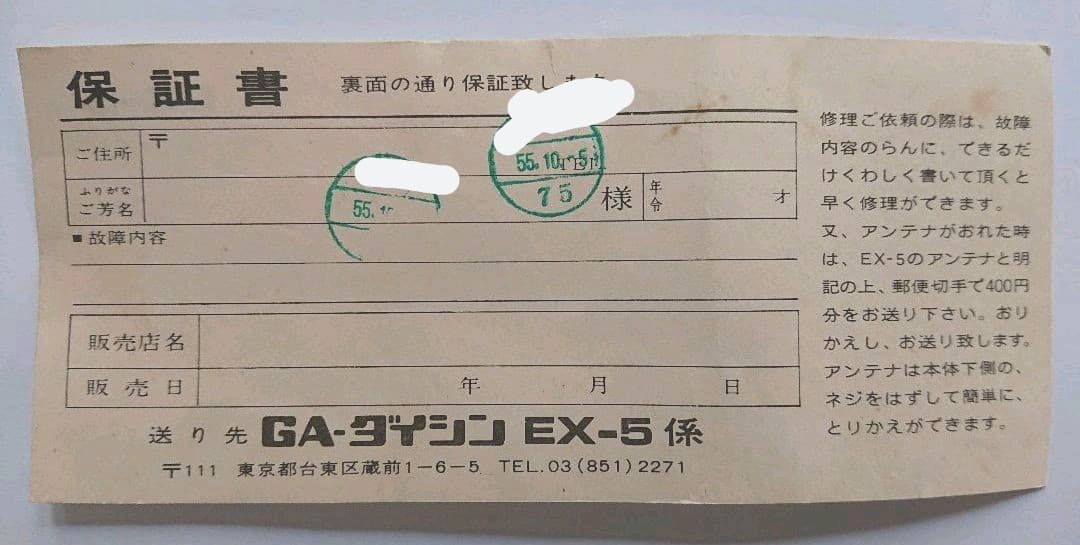 保証書
裏面の通り保証致し
ご住所
〒
ふりがな
ご芳名
様
年令
才
■故障内容
55.
55.10.-5
75
販売店名
販売日
年 月 日
送り先 GA-ダイシン EX-5 係
〒111 東京都台東区蔵前1-6-5 TEL.03(851)2271
修理ご依頼の際は、故障
内容のらんに、できるだ
けくわしく書いて頂くと
早く修理ができます。
又、アンテナがおれた時
は、EX-5のアンテナと明
記の上、郵便切手で400円
分をお送り下さい。おり
かえし、お送り致します。
アンテナは本体下側の、
ネジをはずして簡単に、
とりかえができます。